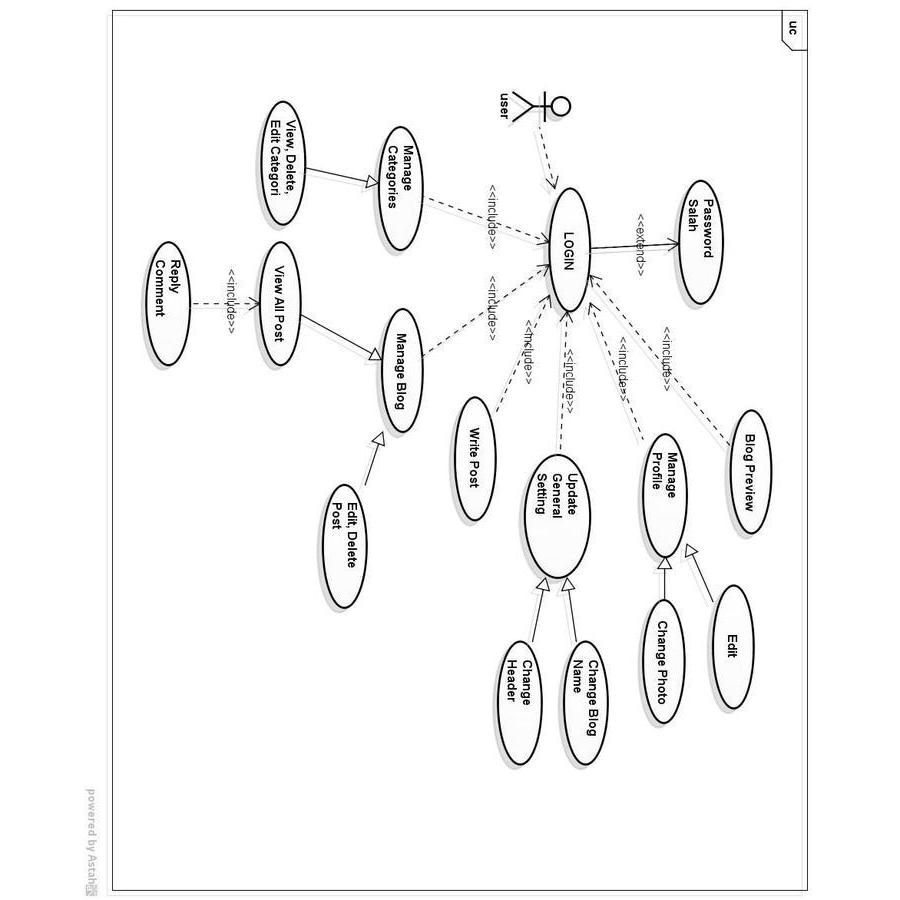 uc
Password
Salah
<<extend>>
user
LOGIN
Blog Preview
<<include>>
Edit
Manage
Profile
<<include>>
Change Photo
Update
General
Setting
<<include>>
Change Blog
Name
Change
Header
Write Post
<<include>>
Manage
Categories
<<include>>
Manage Blog
<<include>>
Edit, Delete
Post
View, Delete,
Edit Categori
View All Post
<<include>>
Reply
Comment
powered by Astah